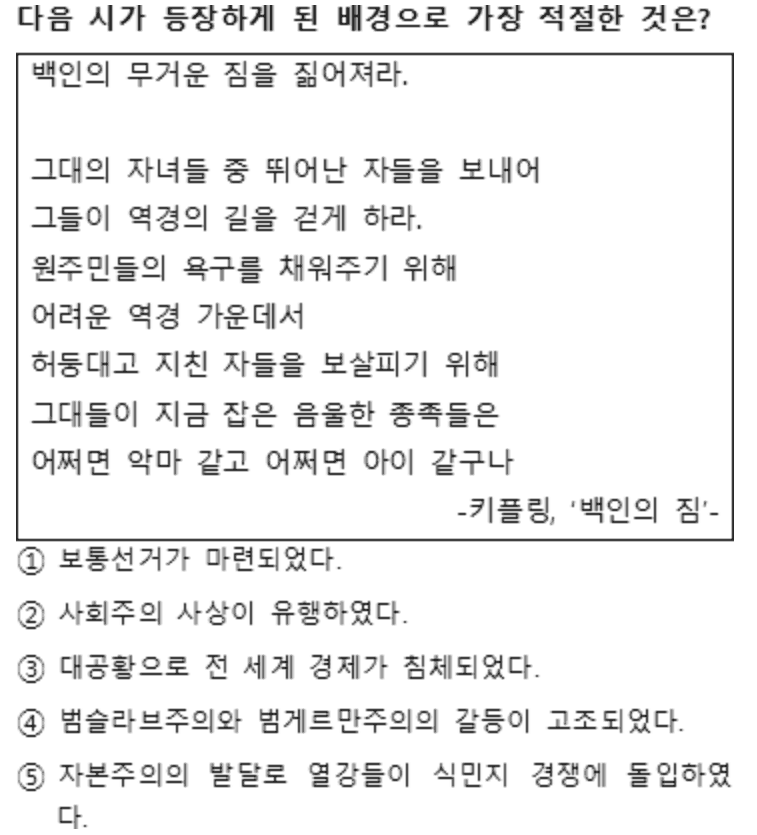 다음 시가 등장하게 된 배경으로 가장 적절한 것은?
백인의 무거운 짐을 짊어져라.
그대의 자녀들 중 뛰어난 자들을 보내어
그들이 역경의 길을 걷게 하라.
원주민들의 욕구를 채워주기 위해
어려운 역경 가운데서
허둥대고 지친 자들을 보살피기 위해
그대들이 지금 잡은 음울한 종족들은
어쩌면 악마 같고 어쩌면 아이 같구나
-키플링, ‘백인의 짐’-
① 보통선거가 마련되었다.
② 사회주의 사상이 유행하였다.
③ 대공황으로 전 세계 경제가 침체되었다.
④ 범슬라브주의와 범게르만주의의 갈등이 고조되었다.
⑤ 자본주의의 발달로 열강들이 식민지 경쟁에 돌입하였
다.